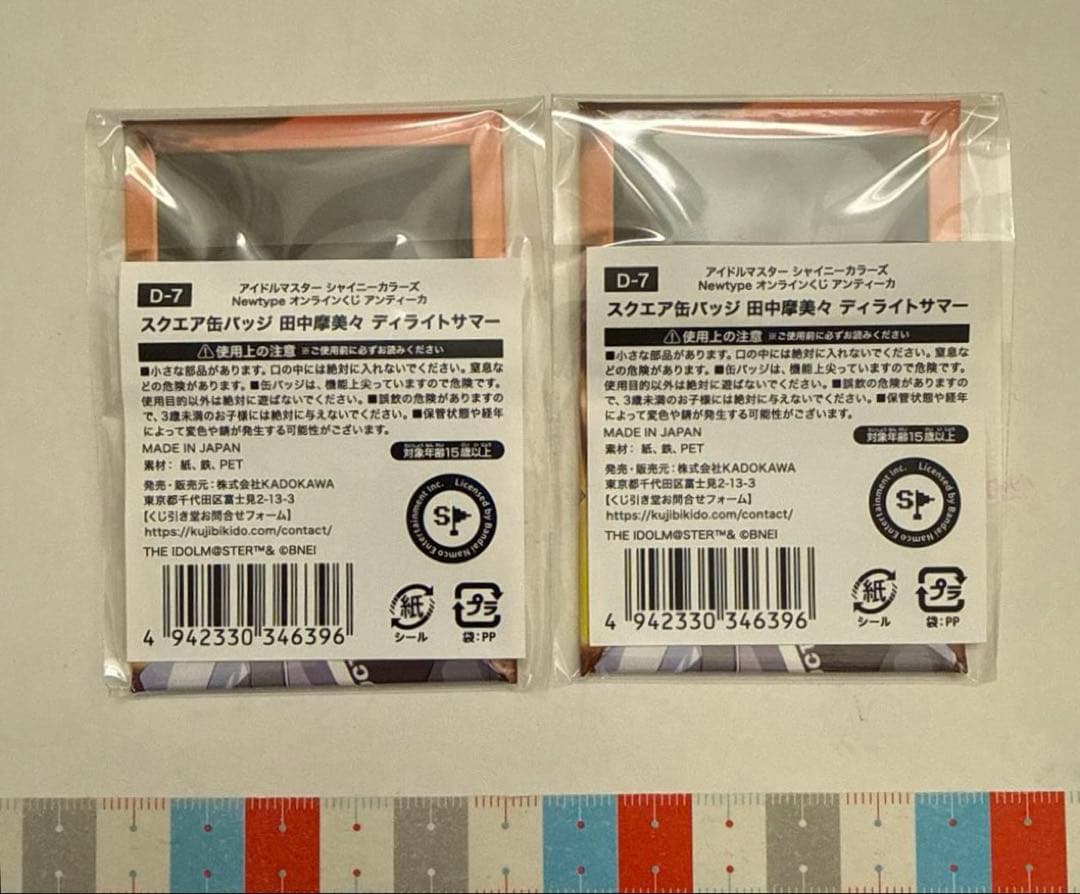 D-7
アイドルマスター シャイニーカラーズ
Newtype オンラインくじ アンティーカ
スクエア缶バッジ 田中摩美々 ディライトサマー
⚠使用上の注意 ※ご使用前に必ずお読みください
■小さな部品があります。口の中には絶対に入れないでください。窒息な
どの危険があります。■缶バッジは、機能上尖っていますので危険です。
使用目的以外は絶対に遊ばないでください。■誤飲の危険がありますの
で、3歳未満のお子様には絶対に与えないでください。■保管状態や経年
によって変色や錆が発生する可能性がございます。
MADE IN JAPAN
素材：紙、鉄、PET
対象年齢15歳以上
発売・販売元：株式会社KADOKAWA
東京都千代田区富士見2-13-3
【くじ引き堂お問合せフォーム】
https://kujibikido.com/contact/
THE IDOLM@STER™& ©BNEI
Licensed by Bandai Namco Entertainment Inc.
S
4 942330 346396
紙
シール
プラ
袋：PP
D-7
アイドルマスター シャイニーカラーズ
Newtype オンラインくじ アンティーカ
スクエア缶バッジ 田中摩美々 ディライトサマー
⚠使用上の注意 ※ご使用前に必ずお読みください
■小さな部品があります。口の中には絶対に入れないでください。窒息な
どの危険があります。■缶バッジは、機能上尖っていますので危険です。
使用目的以外は絶対に遊ばないでください。■誤飲の危険がありますの
で、3歳未満のお子様には絶対に与えないでください。■保管状態や経年
によって変色や錆が発生する可能性がございます。
MADE IN JAPAN
素材：紙、鉄、PET
対象年齢15歳以上
発売・販売元：株式会社KADOKAWA
東京都千代田区富士見2-13-3
【くじ引き堂お問合せフォーム】
https://kujibikido.com/contact/
THE IDOLM@STER™& ©BNEI
Licensed by Bandai Namco Entertainment Inc.
S
4 942330 346396
紙
シール
プラ
袋：PP